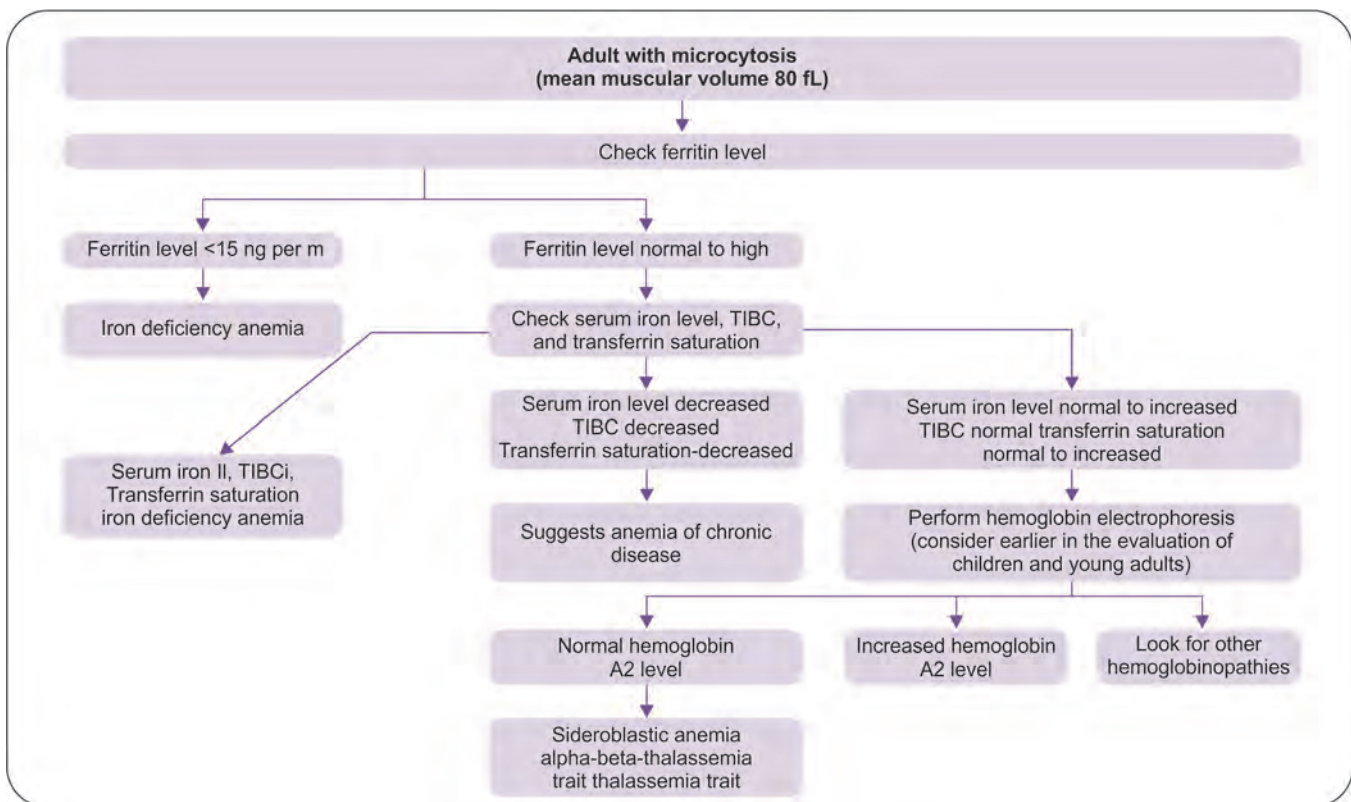 Adult with microcytosis
(mean muscular volume 80 fL)
Check ferritin level
Ferritin level <15 ng per m
Ferritin level normal to high
Iron deficiency anemia
Check serum iron level, TIBC,
and transferrin saturation
Serum iron II, TIBCi,
Transferrin saturation
iron deficiency anemia
Serum iron level decreased
TIBC decreased
Transferrin saturation-decreased
Serum iron level normal to increased
TIBC normal transferrin saturation
normal to increased
Suggests anemia of chronic
disease
Perform hemoglobin electrophoresis
(consider earlier in the evaluation of
children and young adults)
Normal hemoglobin
A2 level
Increased hemoglobin
A2 level
Look for other
hemoglobinopathies
Sideroblastic anemia
alpha-beta-thalassemia
trait thalassemia trait